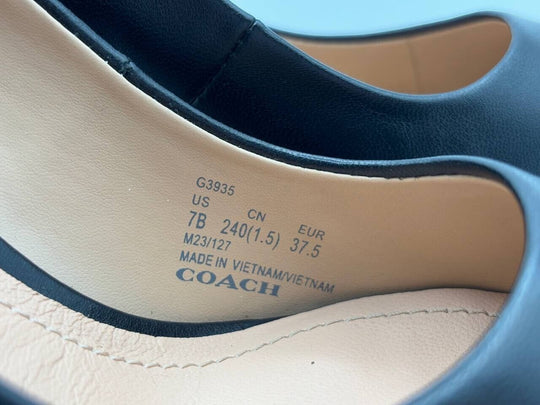 G3935
US CN EUR
7B 240(1.5) 37.5
M23/127
MADE IN VIETNAM/VIETNAM
COACH